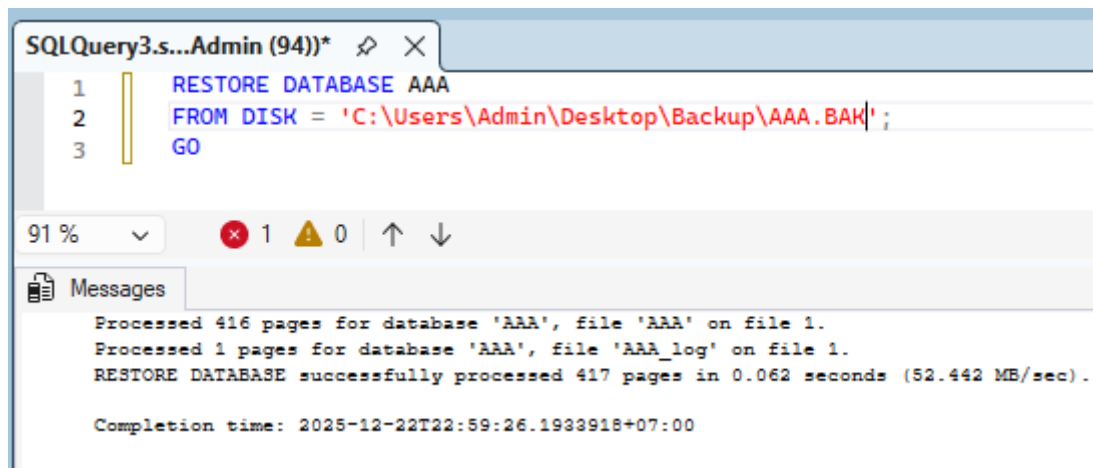 SQLQuery3.s...Admin (94))*
1 RESTORE DATABASE AAA
2 FROM DISK = 'C:\Users\Admin\Desktop\Backup\AAA.BAK';
3 GO
91 % 1 0
Messages
Processed 416 pages for database 'AAA', file 'AAA' on file 1.
Processed 1 pages for database 'AAA', file 'AAA_log' on file 1.
RESTORE DATABASE successfully processed 417 pages in 0.062 seconds (52.442 MB/sec).
Completion time: 2025-12-22T22:59:26.1933918+07:00